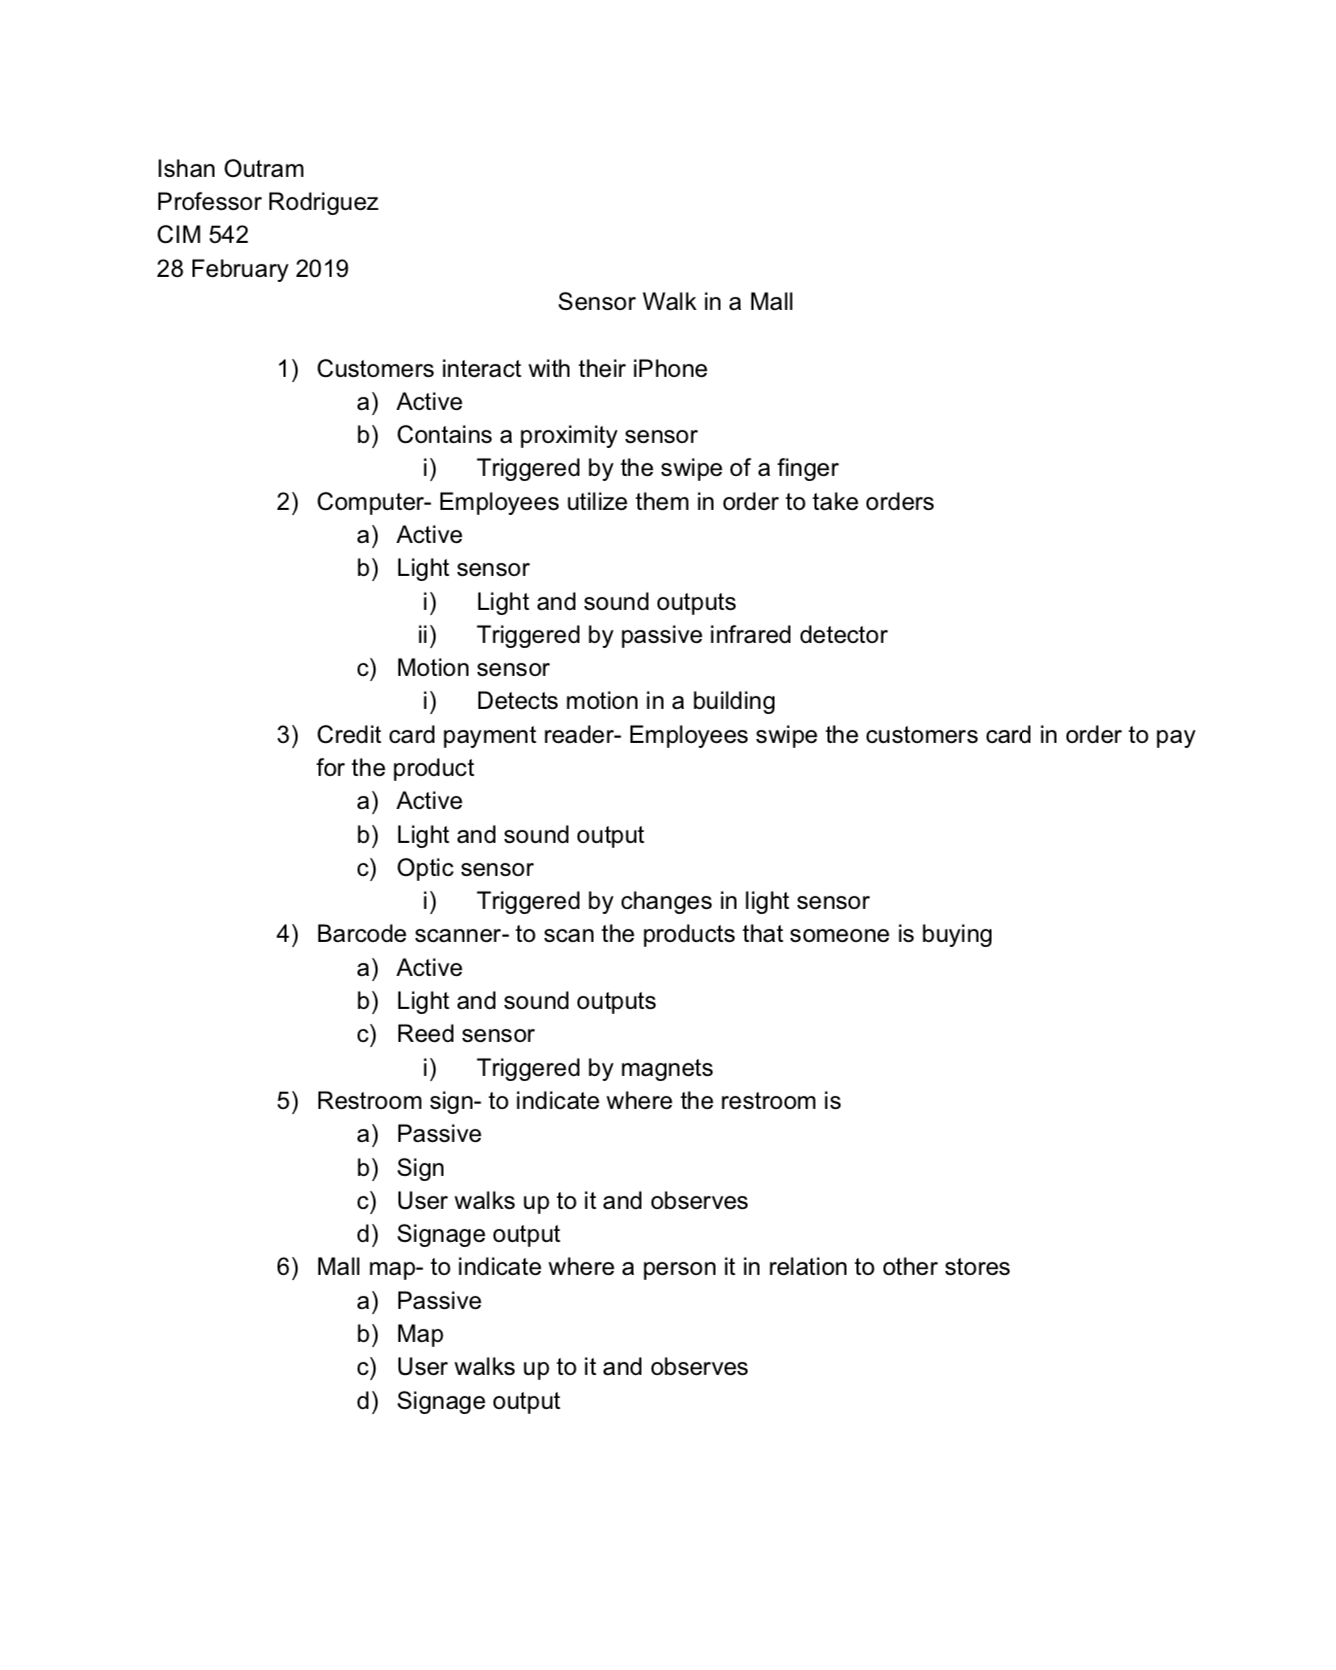 Ishan Outram
Professor Rodriguez
CIM 542
28 February 2019
Sensor Walk in a Mall
1) Customers interact with their iPhone
a) Active
b) Contains a proximity sensor
i) Triggered by the swipe of a finger
2) Computer- Employees utilize them in order to take orders
a) Active
b) Light sensor
i) Light and sound outputs
ii) Triggered by passive infrared detector
c) Motion sensor
i) Detects motion in a building
3) Credit card payment reader- Employees swipe the customers card in order to pay
for the product
a) Active
b) Light and sound output
c) Optic sensor
i) Triggered by changes in light sensor
4) Barcode scanner- to scan the products that someone is buying
a) Active
b) Light and sound outputs
c) Reed sensor
i) Triggered by magnets
5) Restroom sign- to indicate where the restroom is
a) Passive
b) Sign
c) User walks up to it and observes
d) Signage output
6) Mall map- to indicate where a person it in relation to other stores
a) Passive
b) Map
c) User walks up to it and observes
d) Signage output